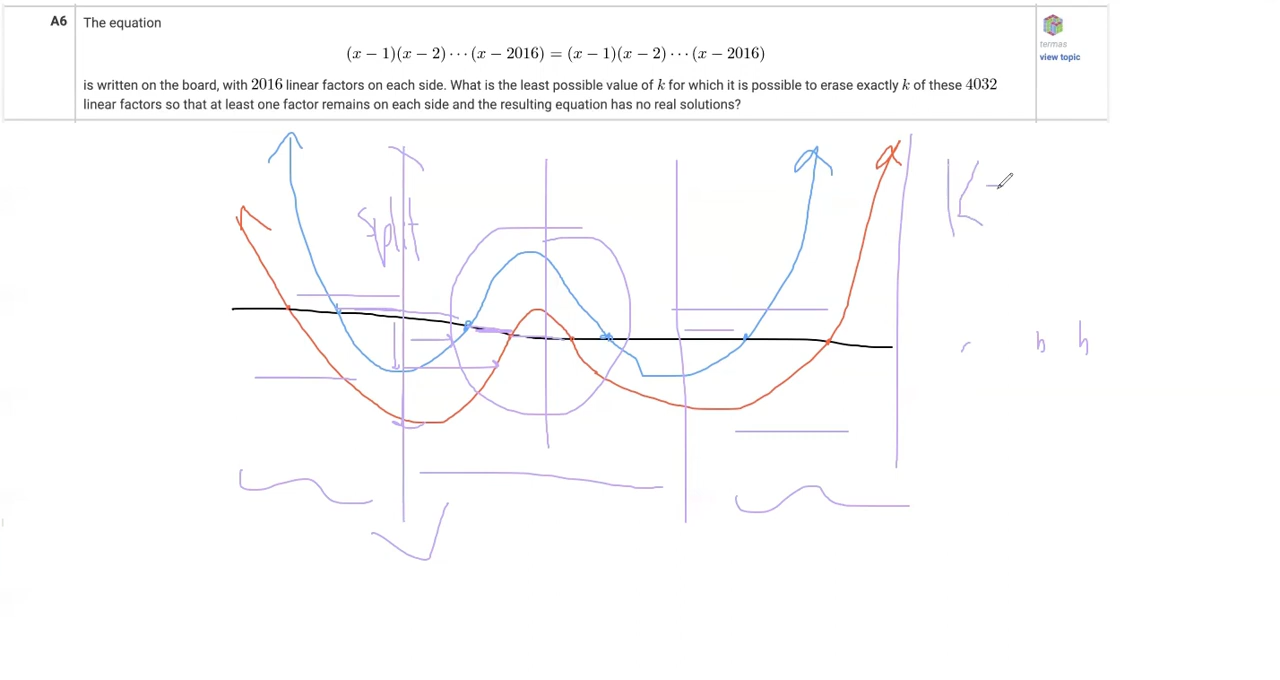 A6 The equation
(x − 1)(x − 2) · · · (x − 2016) = (x − 1)(x − 2) · · · (x − 2016)
is written on the board, with 2016 linear factors on each side. What is the least possible value of k for which it is possible to erase exactly k of these 4032
linear factors so that at least one factor remains on each side and the resulting equation has no real solutions?
termas
view topic
split
K -
h h